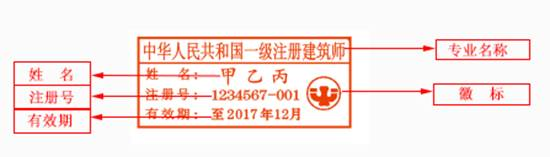 中华人民共和国一级注册建筑师
专业名称
姓名
姓名：甲乙丙
注册号
注册号：1234567-001
徽标
有效期
有效期：至2017年12月